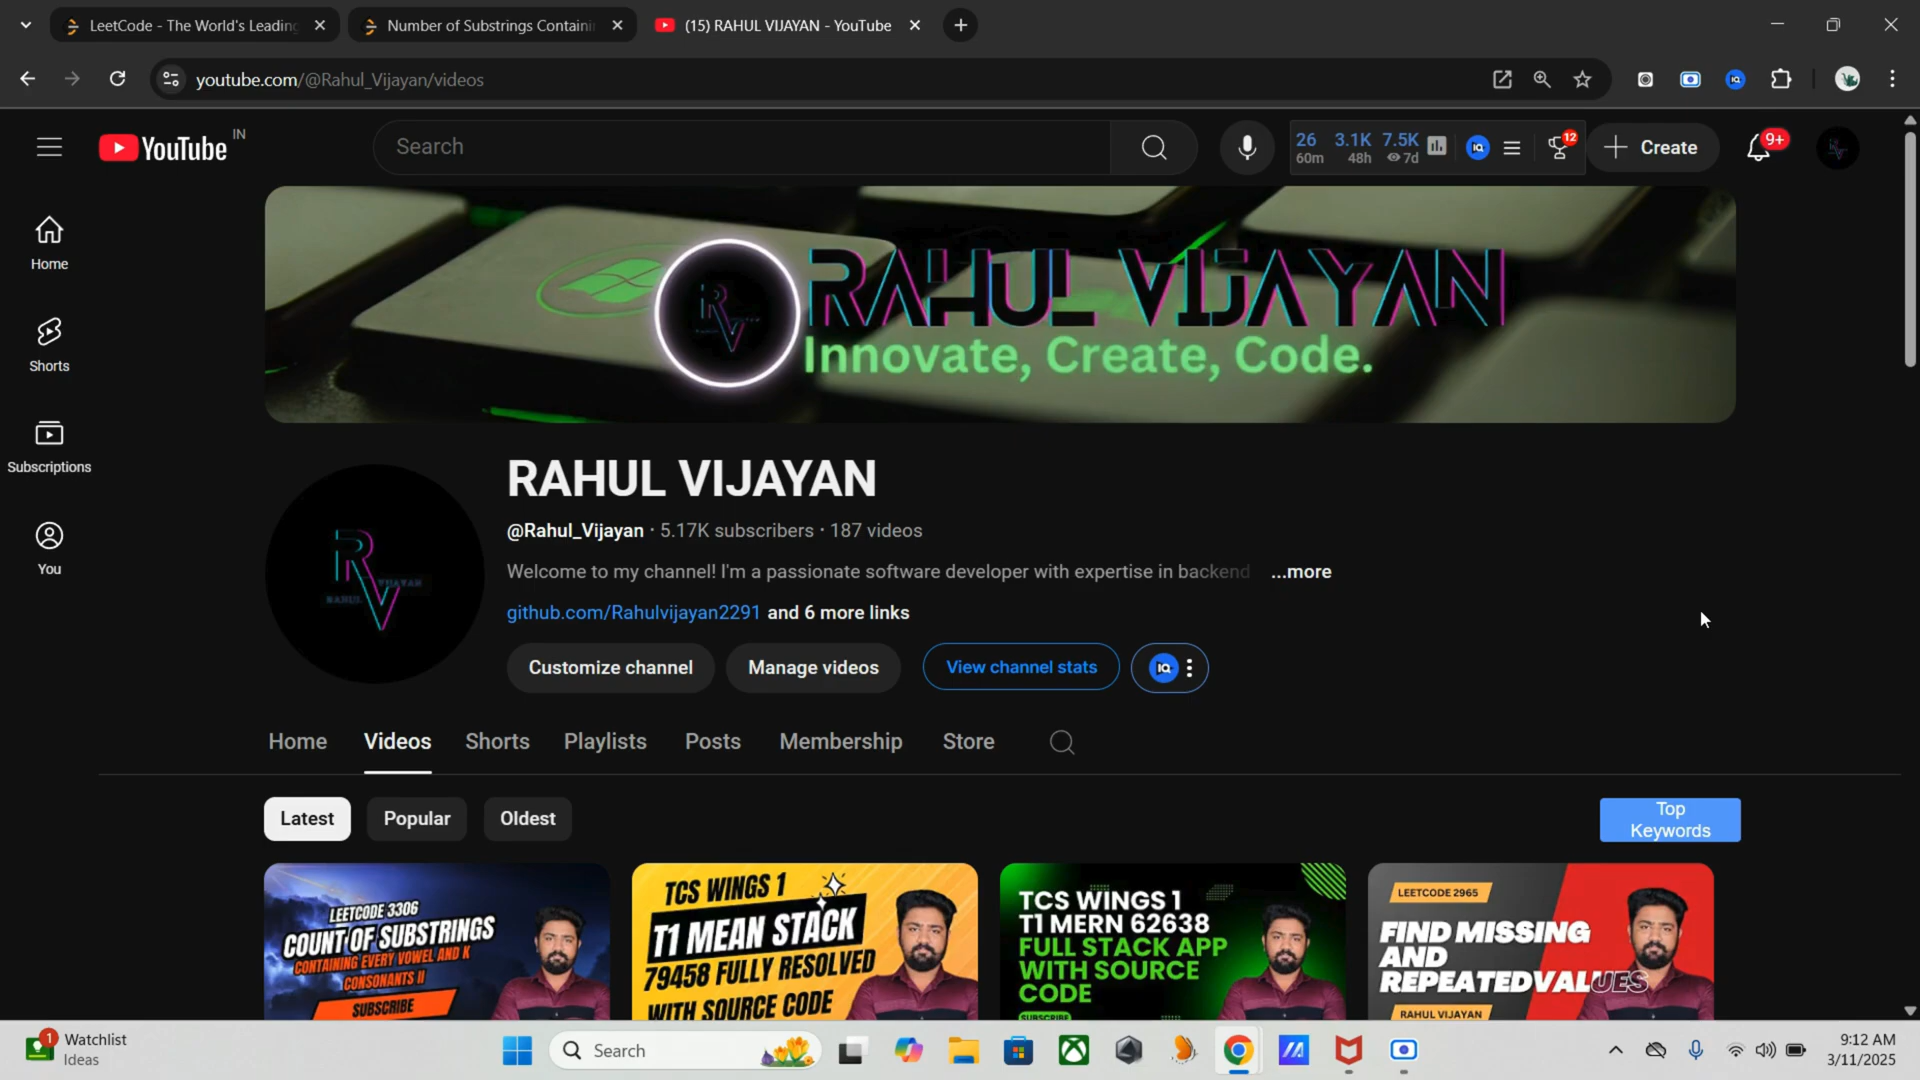 LeetCode - The World's Leading
Number of Substrings Containi
(15) RAHUL VIJAYAN - YouTube
youtube.com/@Rahul_Vijayan/videos
YouTube IN
Search
26 3.1K 7.5K
60m 48h 7d
12
Create
9+
Home
Shorts
Subscriptions
You
RAHUL VIJAYAN
Innovate, Create, Code.
RAHUL VIJAYAN
@Rahul_Vijayan · 5.17K subscribers · 187 videos
Welcome to my channel! I'm a passionate software developer with expertise in backend ...more
github.com/Rahulvijayan2291 and 6 more links
Customize channel
Manage videos
View channel stats
Home Videos Shorts Playlists Posts Membership Store
Latest Popular Oldest
Top
Keywords
LEETCODE 3306
COUNT OF SUBSTRINGS
CONTAINING EVERY VOWEL AND K
CONSONANTS II
SUBSCRIBE
TCS WINGS 1
T1 MEAN STACK
79458 FULLY RESOLVED
WITH SOURCE CODE
TCS WINGS 1
T1 MERN 62638
FULL STACK APP
WITH SOURCE
CODE
SUBSCRIBE
LEETCODE 2965
FIND MISSING
AND
REPEATEDVALUES
RAHUL VIJAYAN
1
Watchlist
Ideas
Search
9:12 AM
3/11/2025